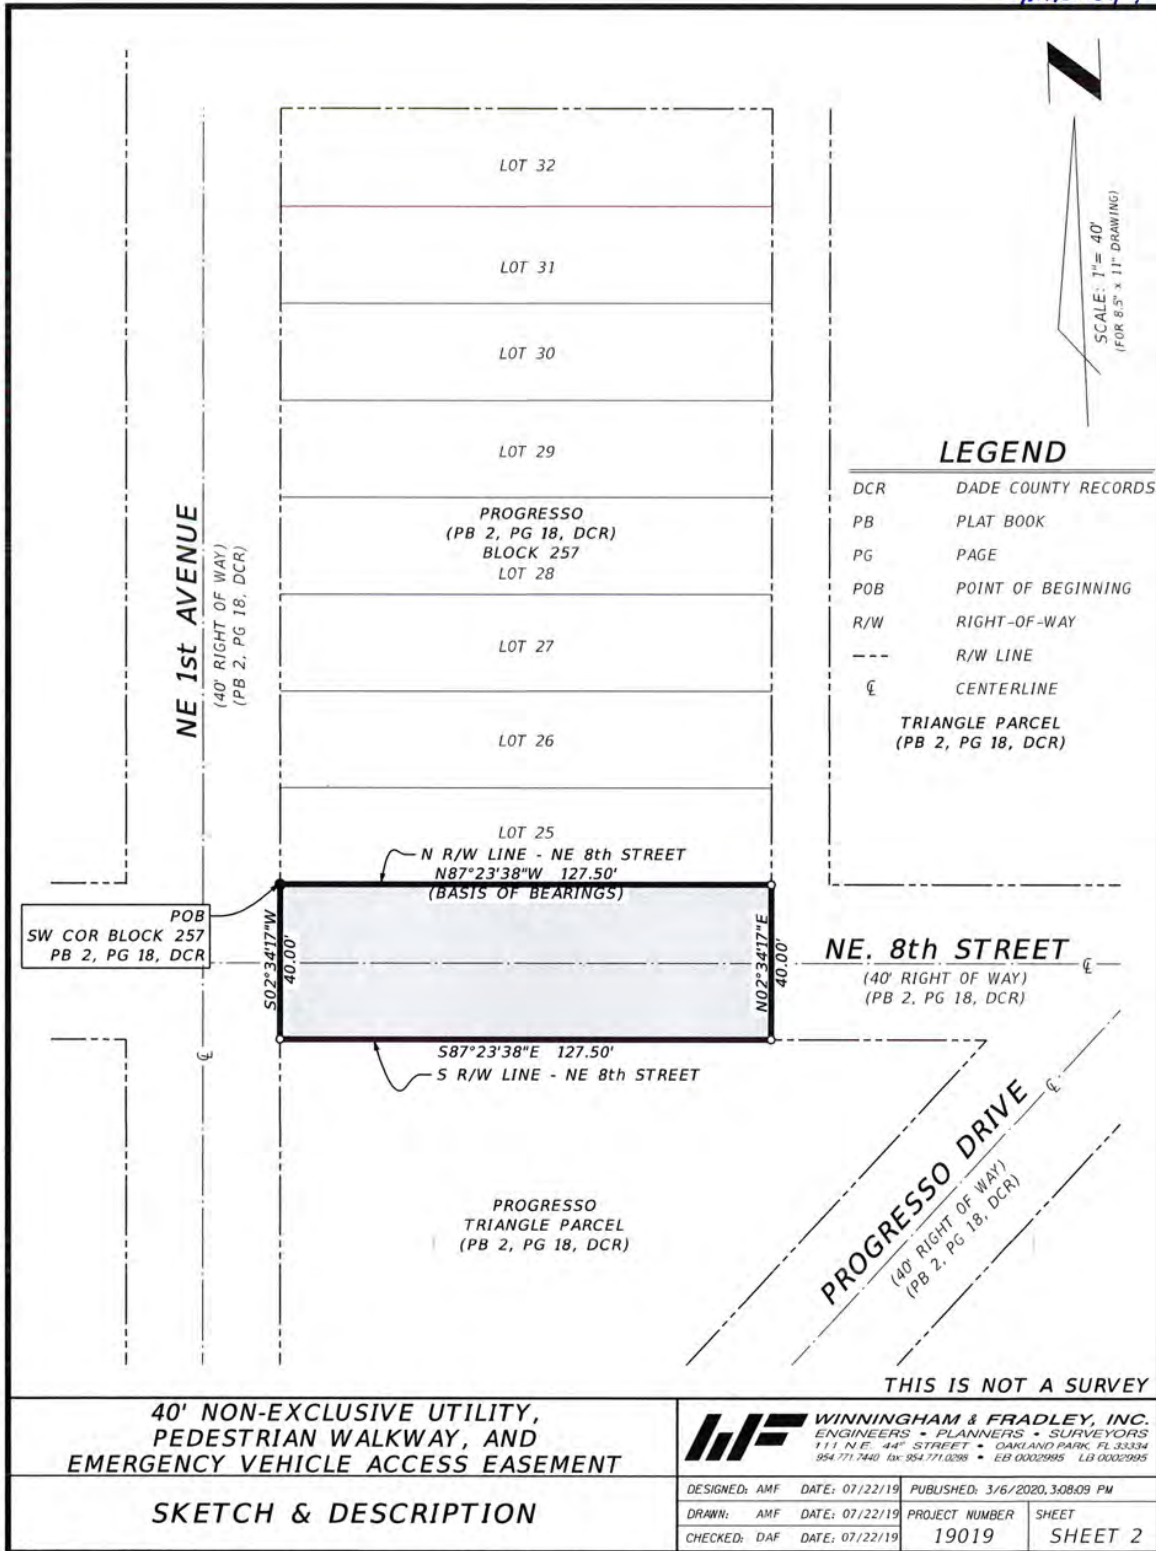 N
SCALE: 1"= 40'
(FOR 8.5" x 11" DRAWING)
LOT 32
LOT 31
LOT 30
LOT 29
PROGRESSO
(PB 2, PG 18, DCR)
BLOCK 257
LOT 28
LOT 27
LOT 26
LOT 25
NE 1st AVENUE
(40' RIGHT OF WAY)
(PB 2, PG 18, DCR)
LEGEND
DCR DADE COUNTY RECORDS
PB PLAT BOOK
PG PAGE
POB POINT OF BEGINNING
R/W RIGHT-OF-WAY
R/W LINE
℄ CENTERLINE
TRIANGLE PARCEL
(PB 2, PG 18, DCR)
N R/W LINE - NE 8th STREET
N87°23'38"W 127.50'
(BASIS OF BEARINGS)
POB
SW COR BLOCK 257
PB 2, PG 18, DCR
S02°34'17"W
40.00'
N02°34'17"E
40.00'
NE. 8th STREET ℄
(40' RIGHT OF WAY)
(PB 2, PG 18, DCR)
℄
S87°23'38"E 127.50'
S R/W LINE - NE 8th STREET
PROGRESSO DRIVE ℄
(40' RIGHT OF WAY)
(PB 2, PG 18, DCR)
PROGRESSO
TRIANGLE PARCEL
(PB 2, PG 18, DCR)
THIS IS NOT A SURVEY
40' NON-EXCLUSIVE UTILITY,
PEDESTRIAN WALKWAY, AND
EMERGENCY VEHICLE ACCESS EASEMENT
SKETCH & DESCRIPTION
WF
WINNINGHAM & FRADLEY, INC.
ENGINEERS • PLANNERS • SURVEYORS
111 N.E. 44th STREET • OAKLAND PARK, FL 33334
954.771.7440 fax: 954.771.0298 • EB 0002995 LB 0002995
DESIGNED: AMF DATE: 07/22/19 PUBLISHED: 3/6/2020, 3:08:09 PM
DRAWN: AMF DATE: 07/22/19 PROJECT NUMBER SHEET
CHECKED: DAF DATE: 07/22/19 19019 SHEET 2